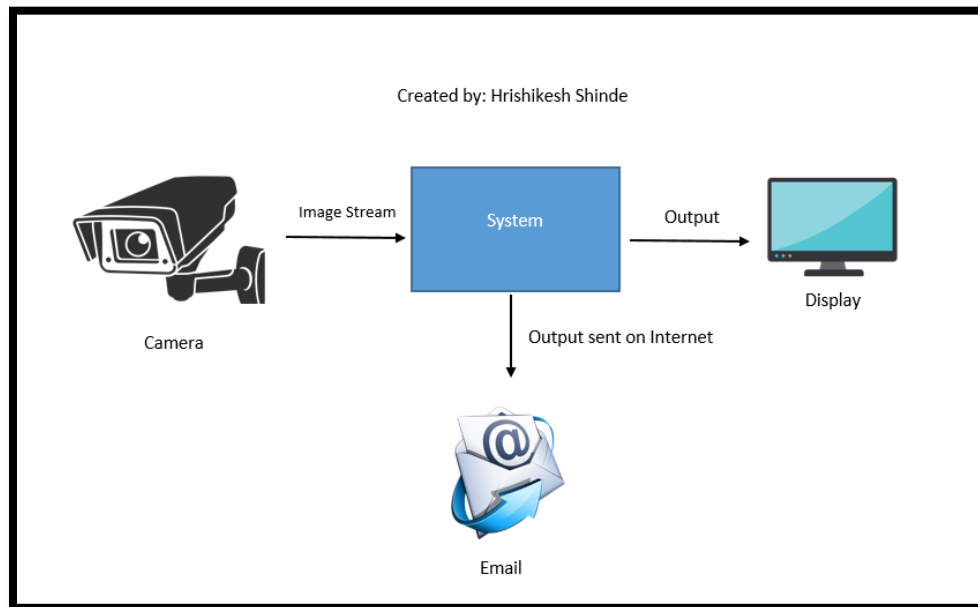 Created by: Hrishikesh Shinde
Image Stream
System
Output
Camera
Display
Output sent on Internet
@
Email